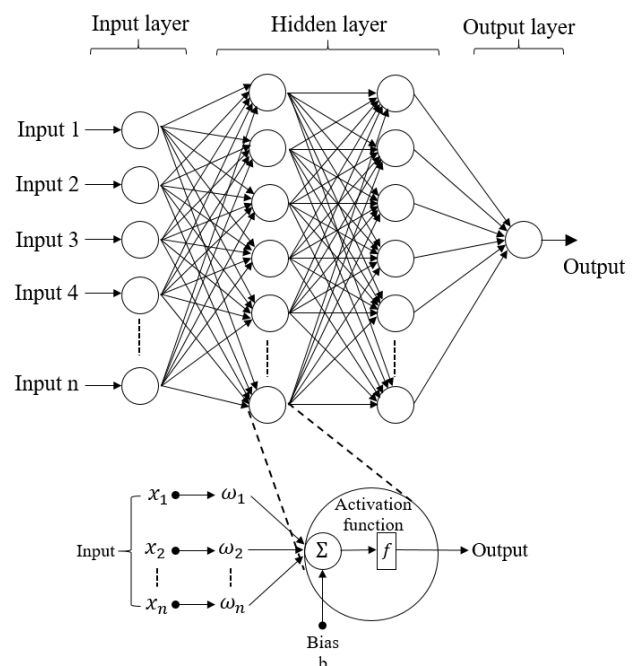 Input layer
Hidden layer
Output layer
Input 1
Input 2
Input 3
Input 4
Input n
Output
x₁ ω₁
Activation
function
Input
x₂ ω₂
Σ
f
Output
xₙ ωₙ
Bias
b